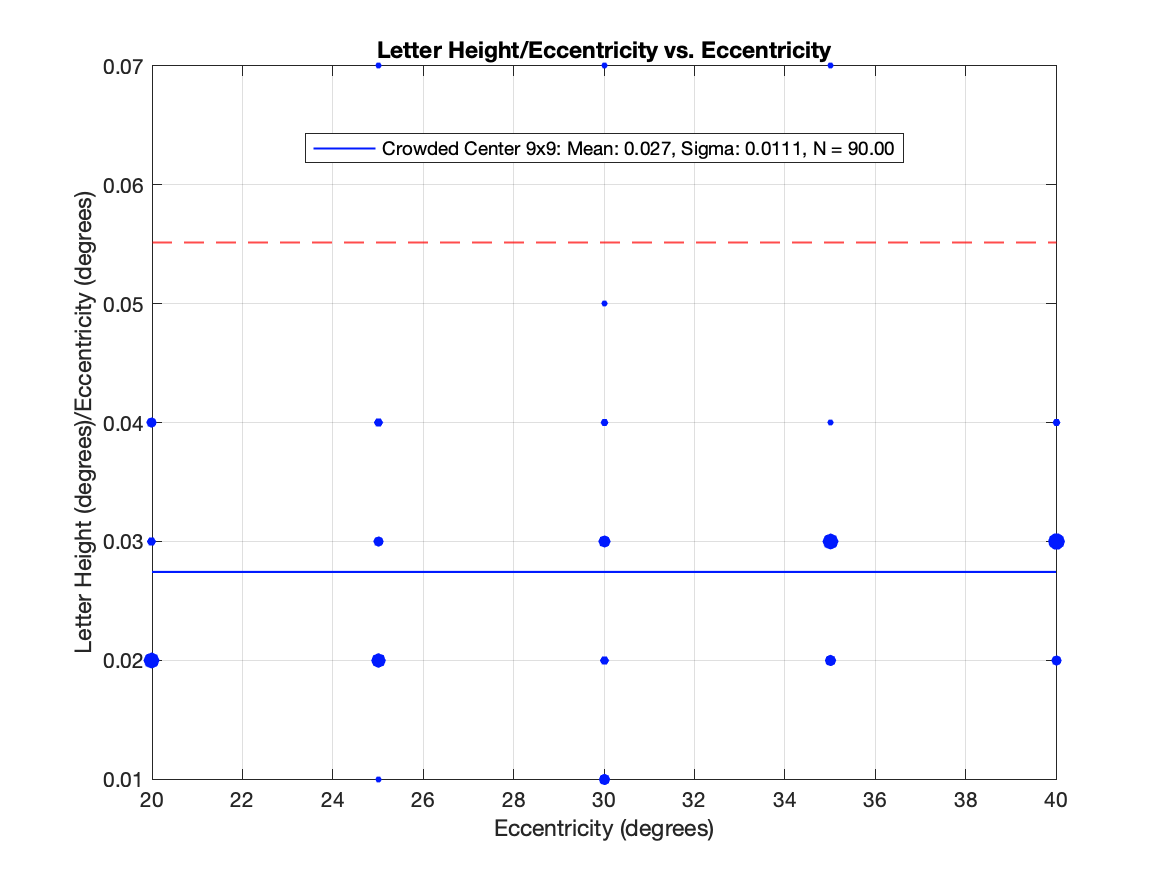 Letter Height/Eccentricity vs. Eccentricity
0.07
Crowded Center 9x9: Mean: 0.027, Sigma: 0.0111, N = 90.00
0.06
0.05
0.04
0.03
0.02
0.01
Letter Height (degrees)/Eccentricity (degrees)
20 22 24 26 28 30 32 34 36 38 40
Eccentricity (degrees)